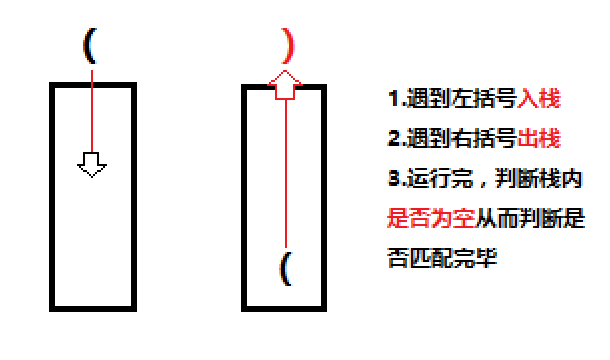 (
)
(
1.遇到左括号入栈
2.遇到右括号出栈
3.运行完，判断栈内
是否为空从而判断是
否匹配完毕